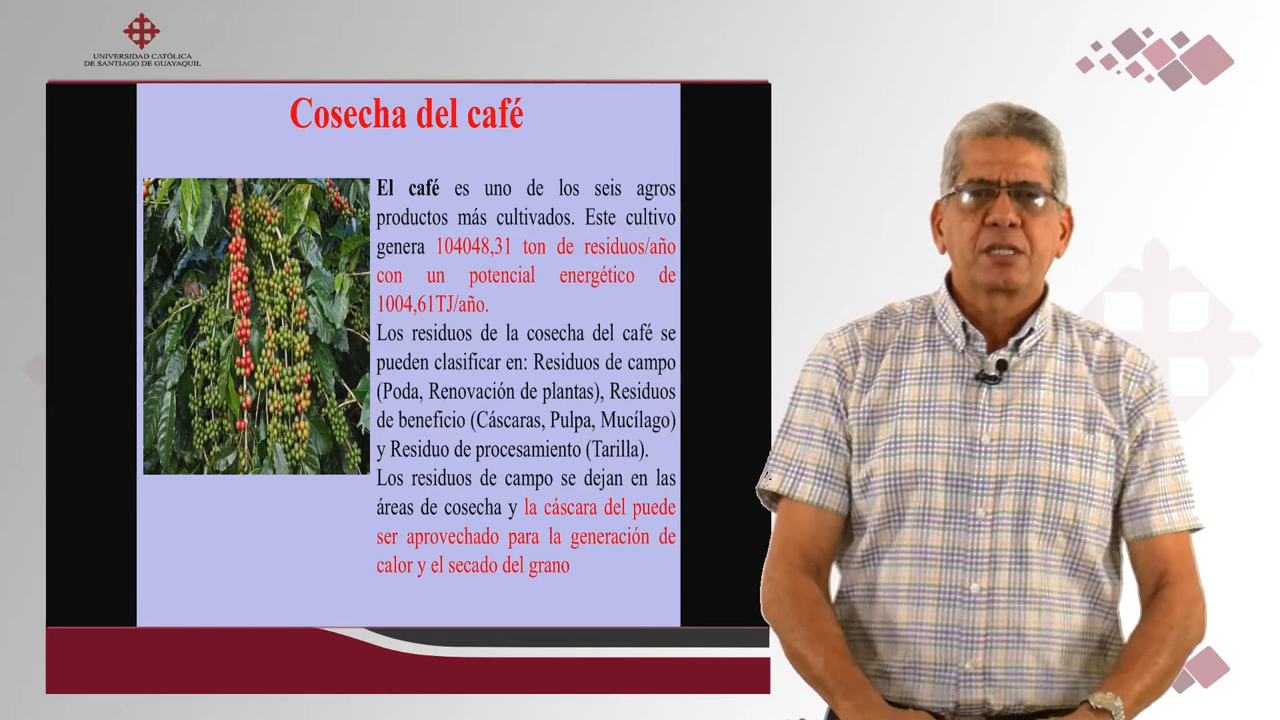 UNIVERSIDAD CATÓLICA
DE SANTIAGO DE GUAYAQUIL
Cosecha del café
El café es uno de los seis agros
productos más cultivados. Este cultivo
genera 104048,31 ton de residuos/año
con un potencial energético de
1004,61TJ/año.
Los residuos de la cosecha del café se
pueden clasificar en: Residuos de campo
(Poda, Renovación de plantas), Residuos
de beneficio (Cáscaras, Pulpa, Mucílago)
y Residuo de procesamiento (Tarilla).
Los residuos de campo se dejan en las
áreas de cosecha y la cáscara del puede
ser aprovechado para la generación de
calor y el secado del grano